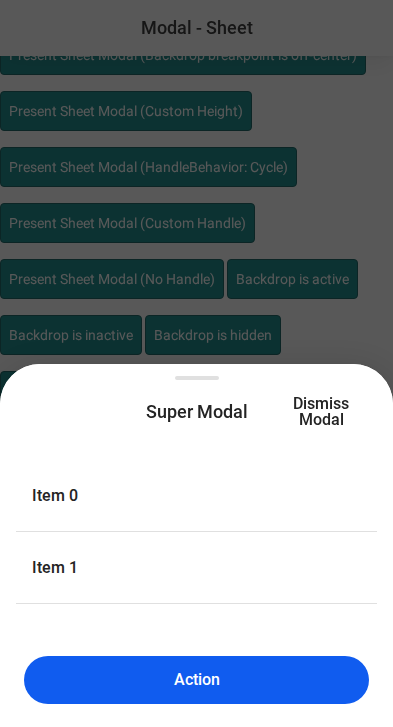 Modal - Sheet
Present Sheet Modal (Backdrop breakpoint is off-center)
Present Sheet Modal (Custom Height)
Present Sheet Modal (HandleBehavior: Cycle)
Present Sheet Modal (Custom Handle)
Present Sheet Modal (No Handle) Backdrop is active
Backdrop is inactive Backdrop is hidden
Super Modal
Dismiss
Modal
Item 0
Item 1
Action